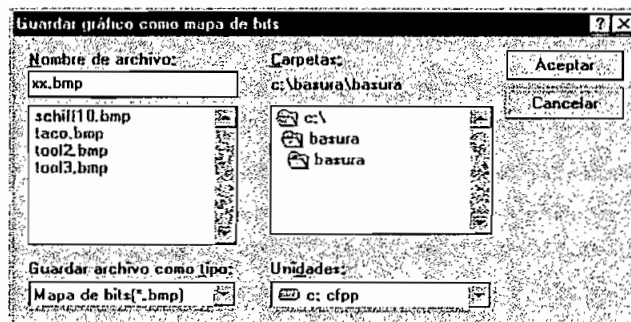 Guardar gráfico como mapa de bits
Nombre de archivo:
xx.bmp
schiff10.bmp
taco.bmp
tool2.bmp
tool3.bmp
Guardar archivo como tipo:
Mapa de bits(*.bmp)
Carpetas:
c:\basura\basura
c:\
basura
basura
Unidades:
c: cfpp
Aceptar
Cancelar